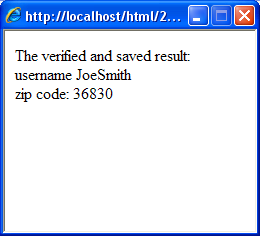 http://localhost/html/2...
The verified and saved result:
username JoeSmith
zip code: 36830